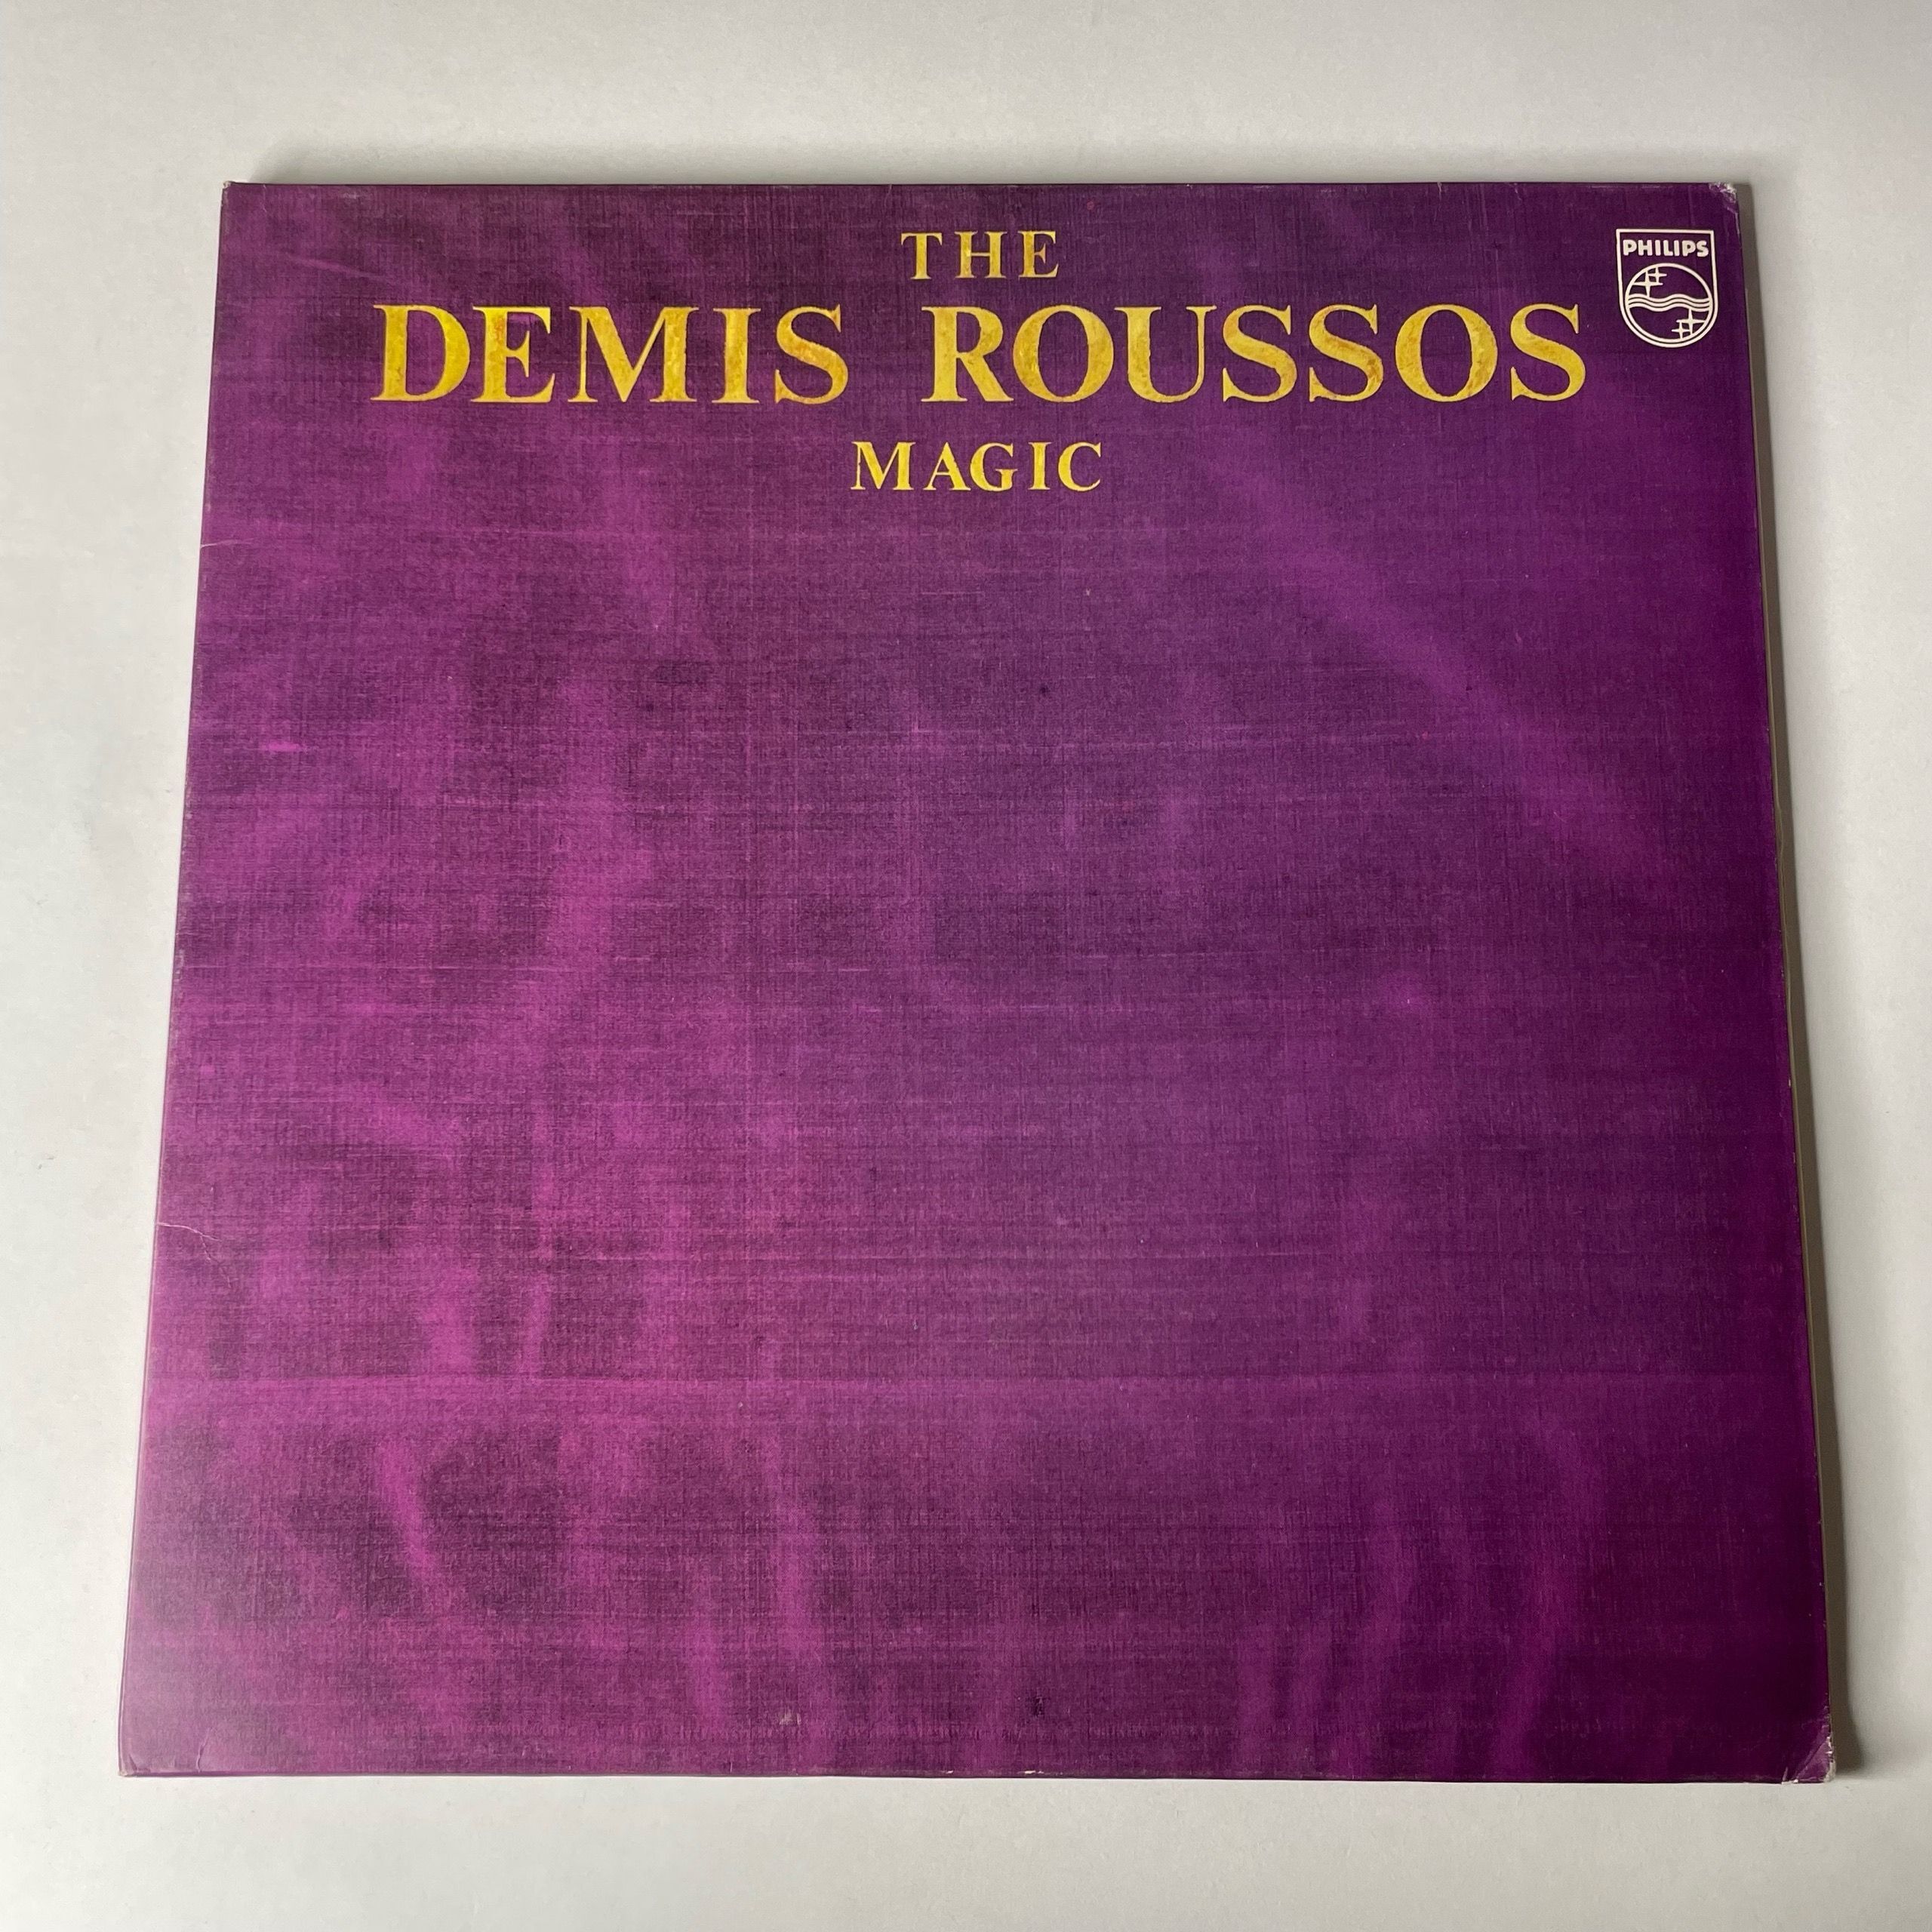 THE
PHILIPS
DEMIS ROUSSOS
MAGIC